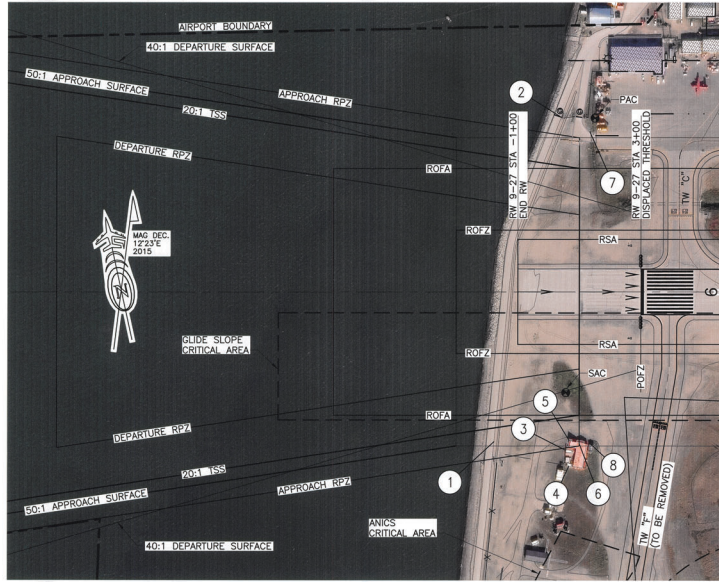 AIRPORT BOUNDARY
40:1 DEPARTURE SURFACE
50:1 APPROACH SURFACE
APPROACH RPZ
20:1 TSS
DEPARTURE RPZ
2
PAC
7
RW 9-27 STA -1+00
END RW
RW 9-27 STA 3+00
DISPLACED THRESHOLD
TW "C"
ROFA
ROFZ
RSA
MAG DEC.
12°23'E
2015
N
9
GLIDE SLOPE
CRITICAL AREA
ROFZ
RSA
SAC
POFZ
ROFA
5
3
8
1
4
6
DEPARTURE RPZ
20:1 TSS
APPROACH RPZ
50:1 APPROACH SURFACE
ANICS
CRITICAL AREA
40:1 DEPARTURE SURFACE
TW "F"
(TO BE REMOVED)